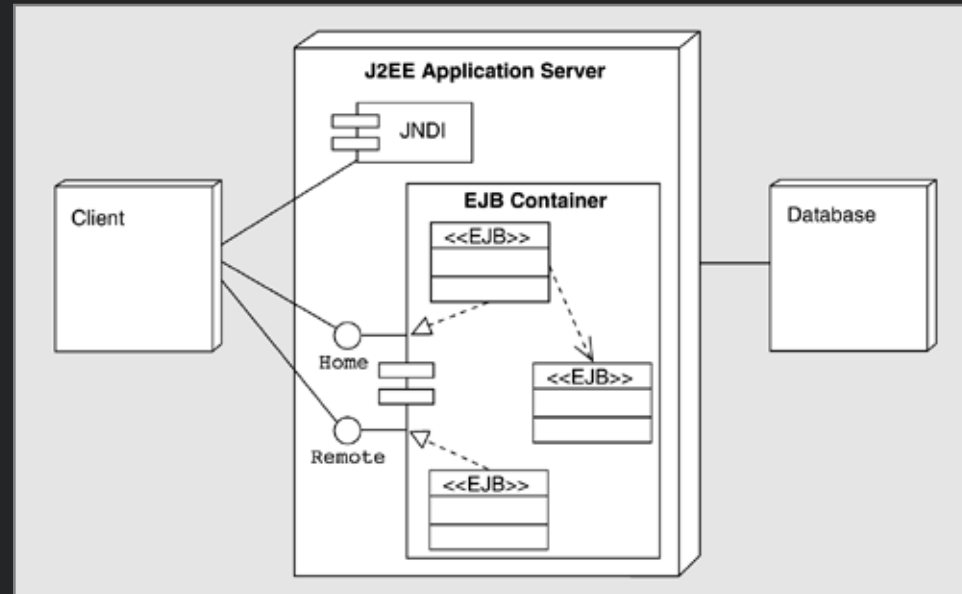 J2EE Application Server
JNDI
Client
EJB Container
Database
<<EJB>>
Home
<<EJB>>
Remote
<<EJB>>